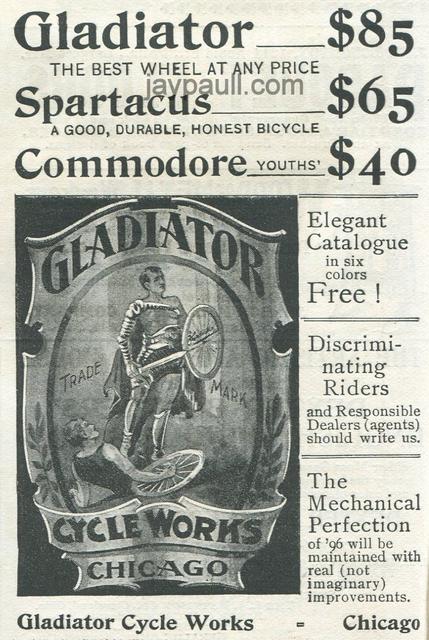 Gladiator $85
THE BEST WHEEL AT ANY PRICE
jaypaull.com
Spartacus $65
A GOOD, DURABLE, HONEST BICYCLE
Commodore YOUTHS' $40
GLADIATOR
TRADE MARK
CYCLE WORKS
CHICAGO
Elegant
Catalogue
in six
colors
Free !
Discrimi-
nating
Riders
and Responsible
Dealers (agents)
should write us.
The
Mechanical
Perfection
of '96 will be
maintained with
real (not
imaginary)
improvements.
Gladiator Cycle Works - Chicago